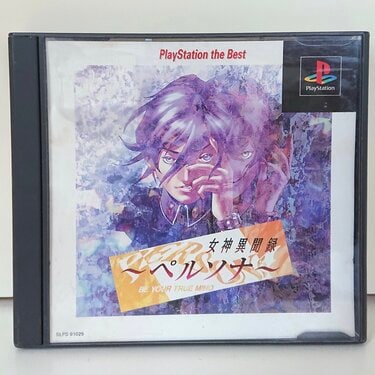 PlayStation the Best
PlayStation
女神異聞録
～ペルソナ～
BE YOUR TRUE MIND
SLPS 91029